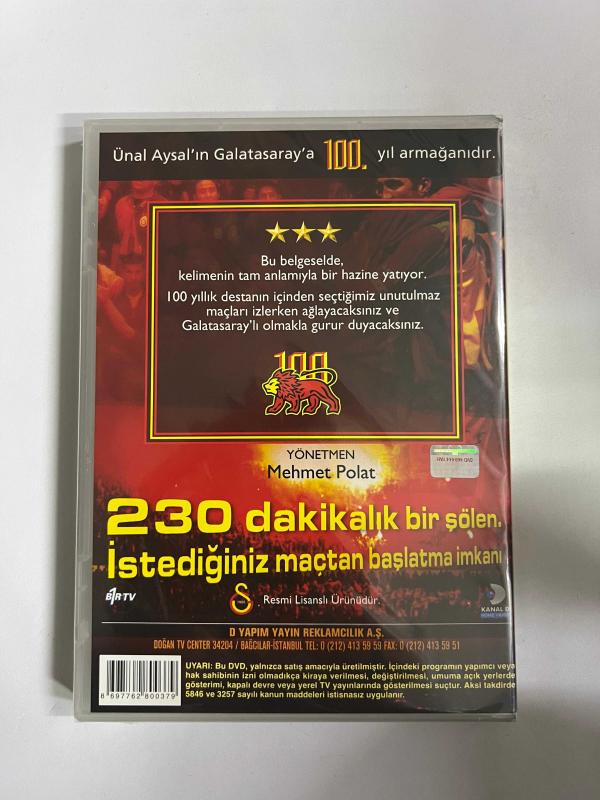 Ünal Aysal'ın Galatasaray'a 100. yıl armağanıdır.
Bu belgeselde,
kelimenin tam anlamıyla bir hazine yatıyor.
100 yıllık destanın içinden seçtiğimiz unutulmaz
maçları izlerken ağlayacaksınız ve
Galatasaray'lı olmakla gurur duyacaksınız.
100
YÖNETMEN
Mehmet Polat
230 dakikalık bir şölen.
İstediğiniz maçtan başlatma imkanı
B1RTV
Resmi Lisanslı Ürünüdür.
KANAL D
HOME VIDEO
D YAPIM YAYIN REKLAMCILIK A.Ş.
DOĞAN TV CENTER 34204 / BAĞCILAR-İSTANBUL TEL: 0 (212) 413 59 59 FAX: 0 (212) 413 59 51
UYARI: Bu DVD, yalnızca satış amacıyla üretilmiştir. İçindeki programın yapımcı veya
hak sahibinin izni olmadıkça kiraya verilmesi, değiştirilmesi, umuma açık yerlerde
gösterimi, kapalı devre veya yerel TV yayınlarında gösterilmesi suçtur. Aksi takdirde
5846 ve 3257 sayılı kanun maddeleri istisnasız uygulanır.
8 697762 800379